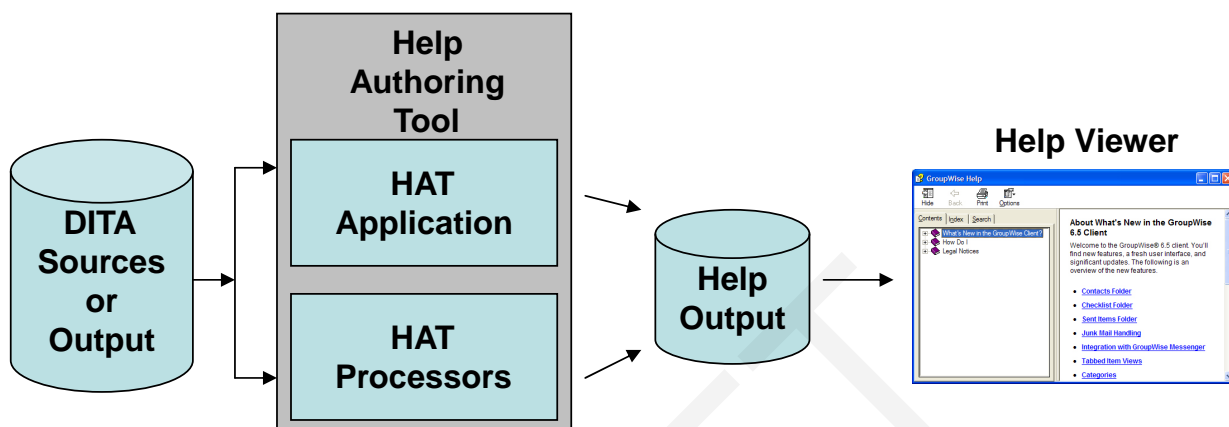 Help
Authoring
Tool
DITA
Sources
or
Output
HAT
Application
HAT
Processors
Help
Output
Help Viewer
GroupWise Help
Hide Back Print Options
Contents Index Search
What's New in the GroupWise Client?
How Do I
Legal Notices
About What's New in the GroupWise
6.5 Client
Welcome to the GroupWise® 6.5 client. You'll
find new features, a fresh user interface, and
significant updates. The following is an
overview of the new features.
• Contacts Folder
• Checklist Folder
• Sent Items Folder
• Junk Mail Handling
• Integration with GroupWise Messenger
• Tabbed Item Views
• Categories